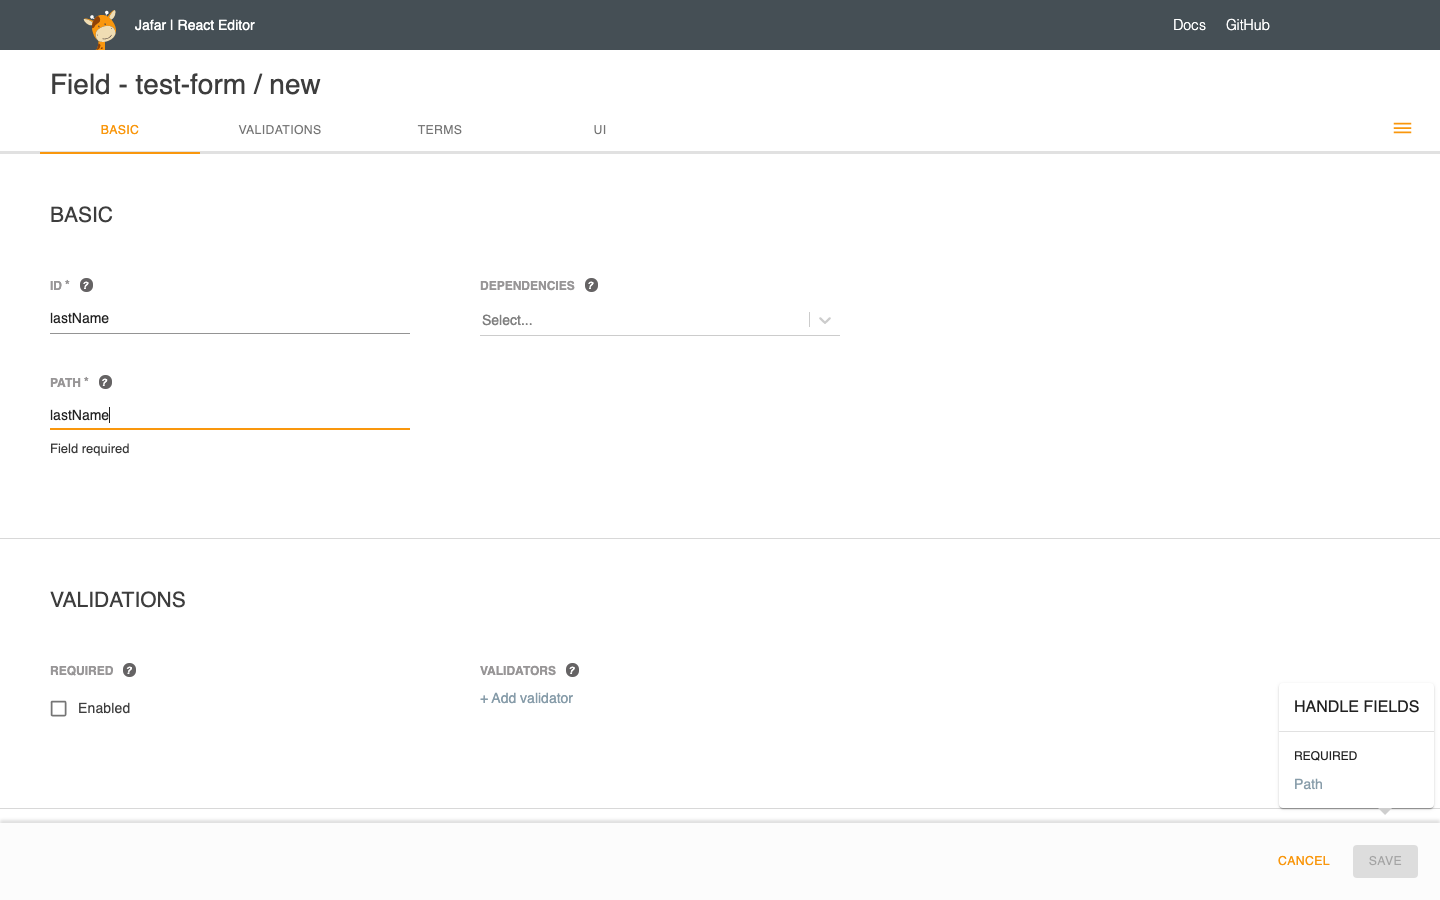 Jafar | React Editor
Docs
GitHub
Field - test-form / new
BASIC
VALIDATIONS
TERMS
UI
BASIC
ID * ?
lastName
DEPENDENCIES ?
Select...
PATH * ?
lastName
Field required
VALIDATIONS
REQUIRED ?
Enabled
VALIDATORS ?
+ Add validator
HANDLE FIELDS
REQUIRED
Path
CANCEL
SAVE